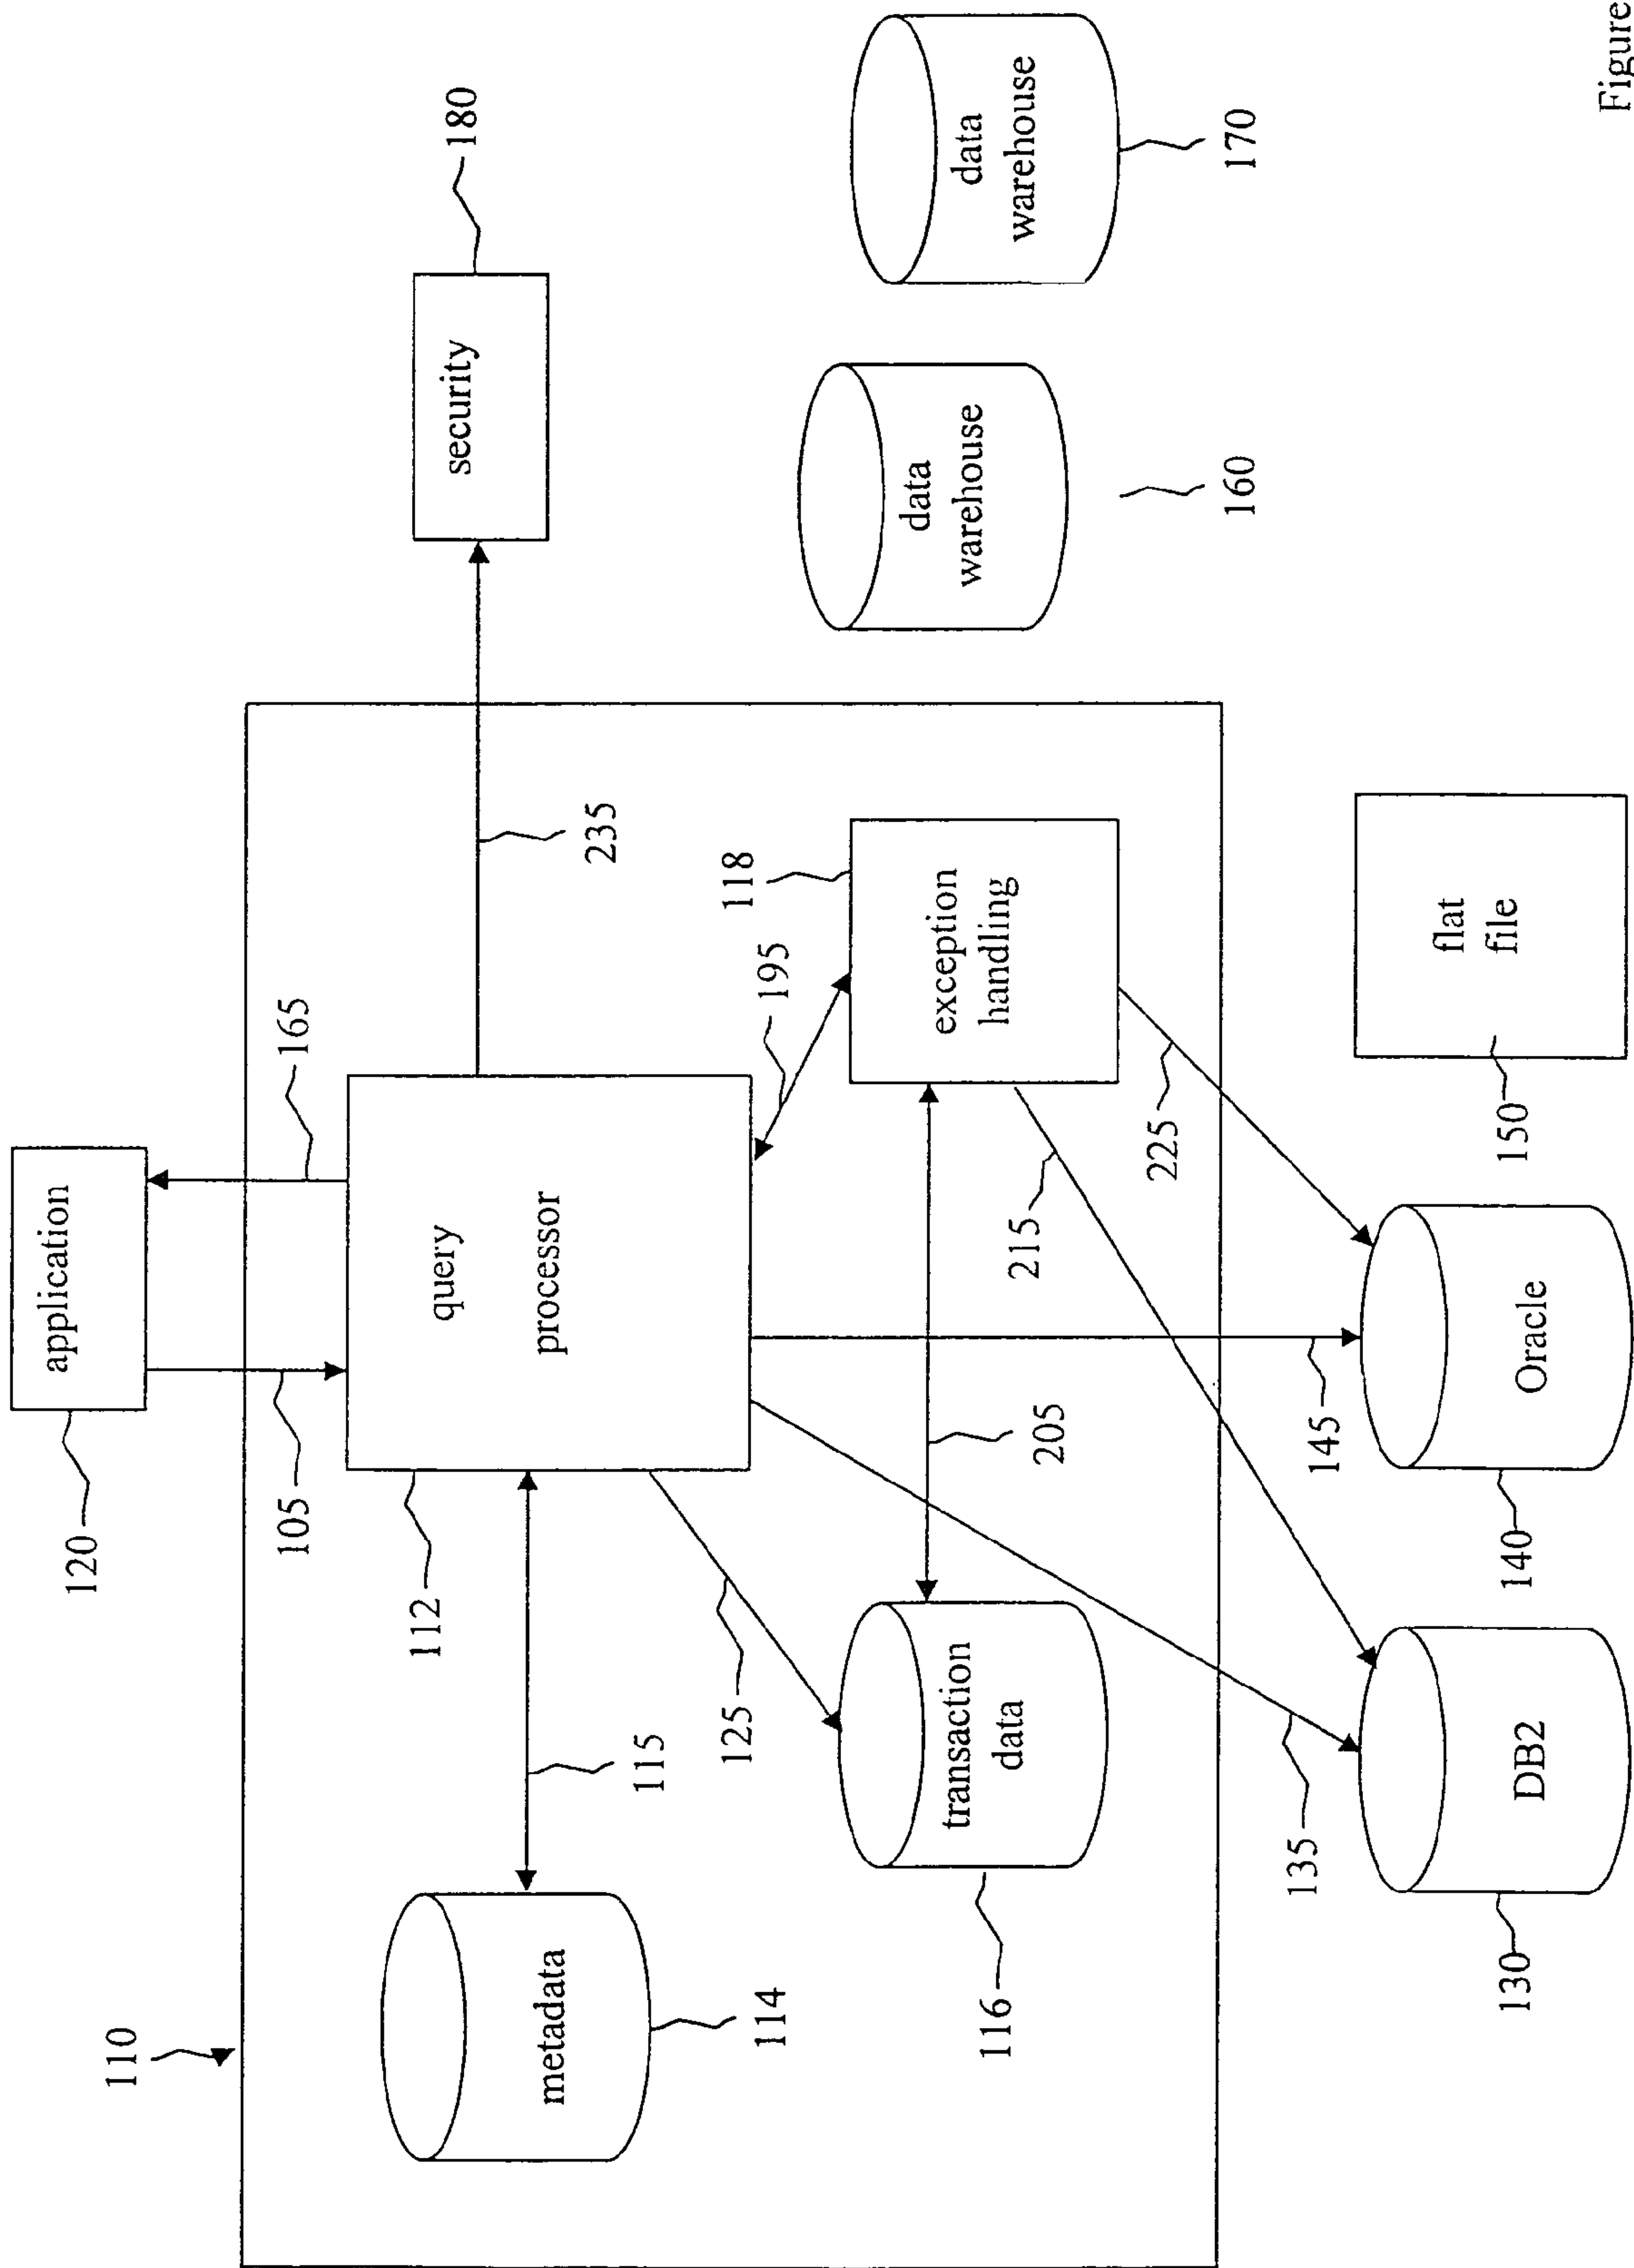 120
application
105
165
110
112
query
processor
metadata
114
115
125
transaction
data
116
205
195
118
exception
handling
215
225
235
security
180
data
warehouse
160
data
warehouse
170
135
130
DB2
145
140
Oracle
150
flat
file
Figure